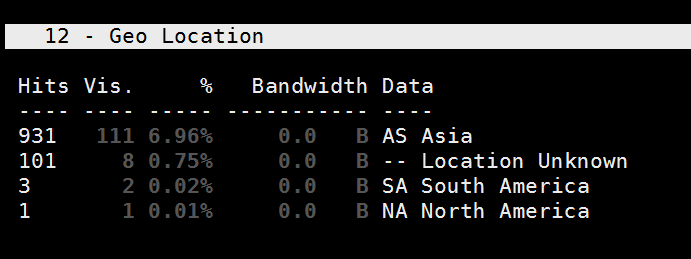 12 - Geo Location
Hits Vis. % Bandwidth Data
---- ---- ----- ----------- ----
931 111 6.96% 0.0 B AS Asia
101 8 0.75% 0.0 B -- Location Unknown
3 2 0.02% 0.0 B SA South America
1 1 0.01% 0.0 B NA North America